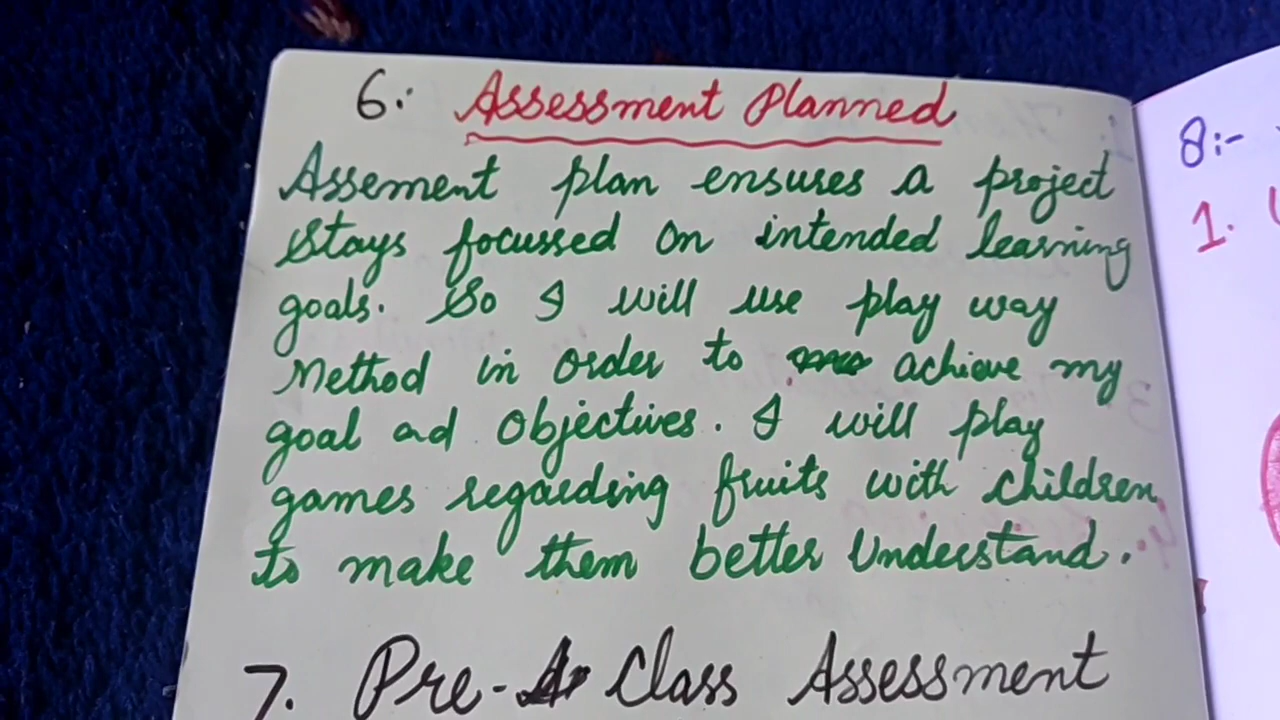 6:- Assessment Planned
Assement plan ensures a project
stays focussed on intended learning
goals. So I will use play way
Method in order to achieve my
goal ad objectives. I will play
games regarding fruits with children
to make them better Understand.
7. Pre- Class Assessment
8:-
1.